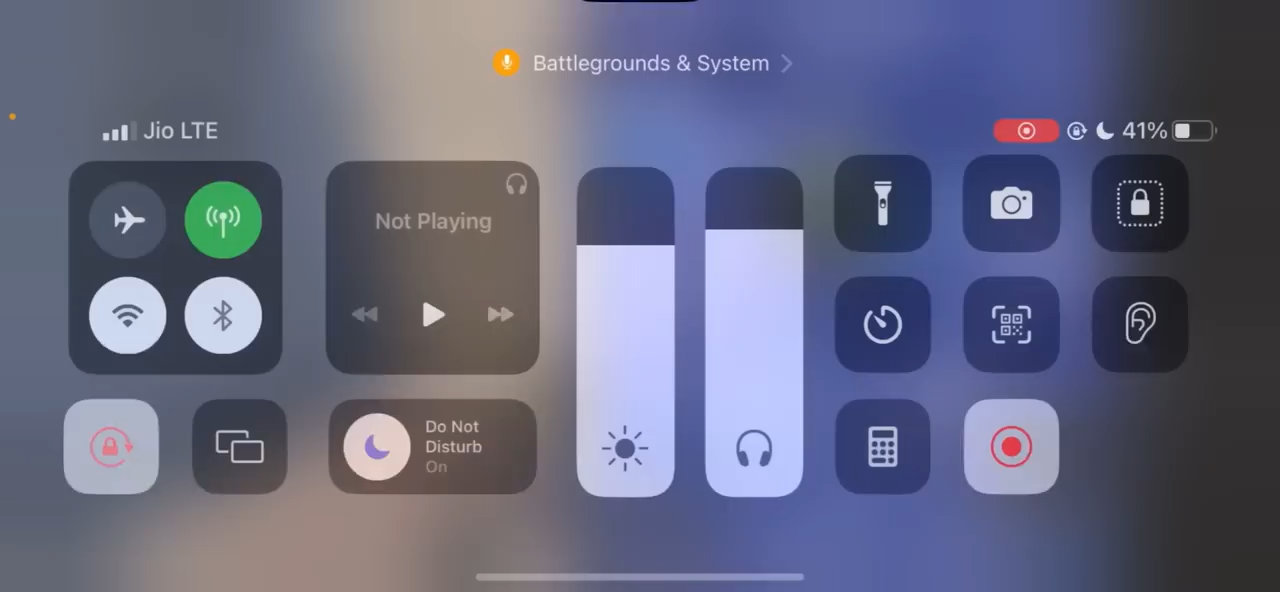 Battlegrounds & System
Jio LTE
41%
Not Playing
Do Not
Disturb
On